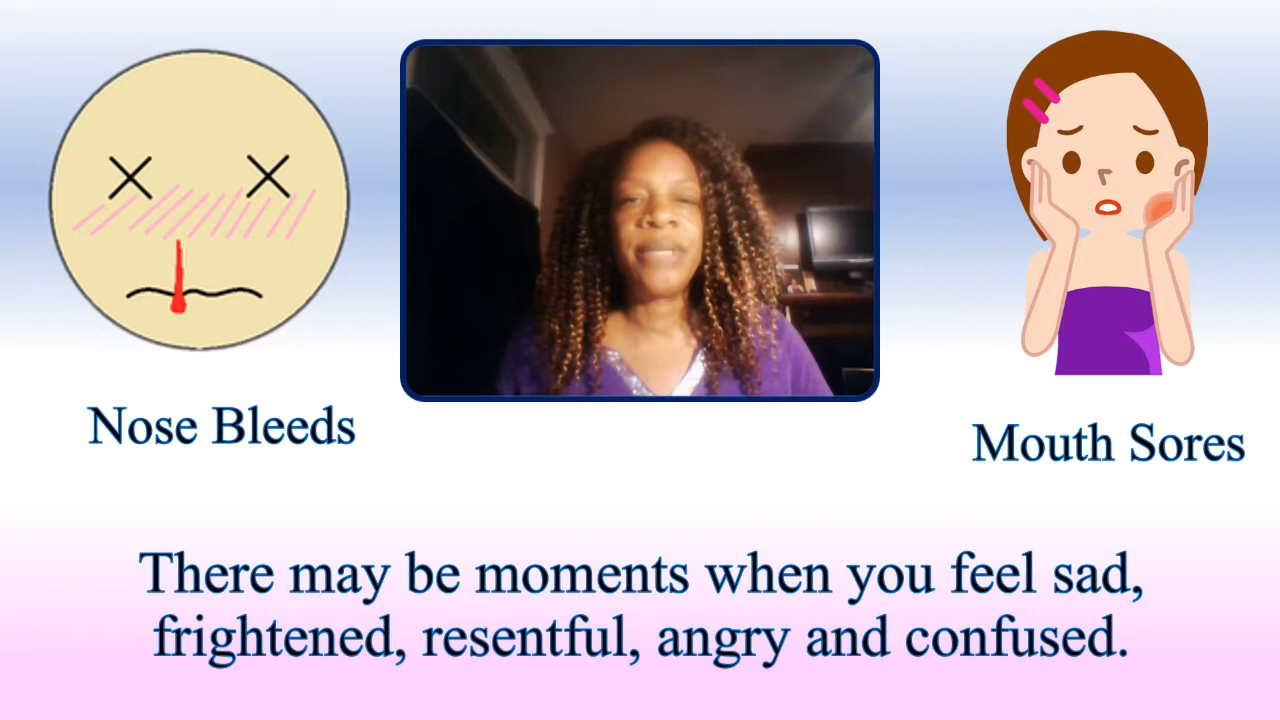 Nose Bleeds
Mouth Sores
There may be moments when you feel sad,
frightened, resentful, angry and confused.